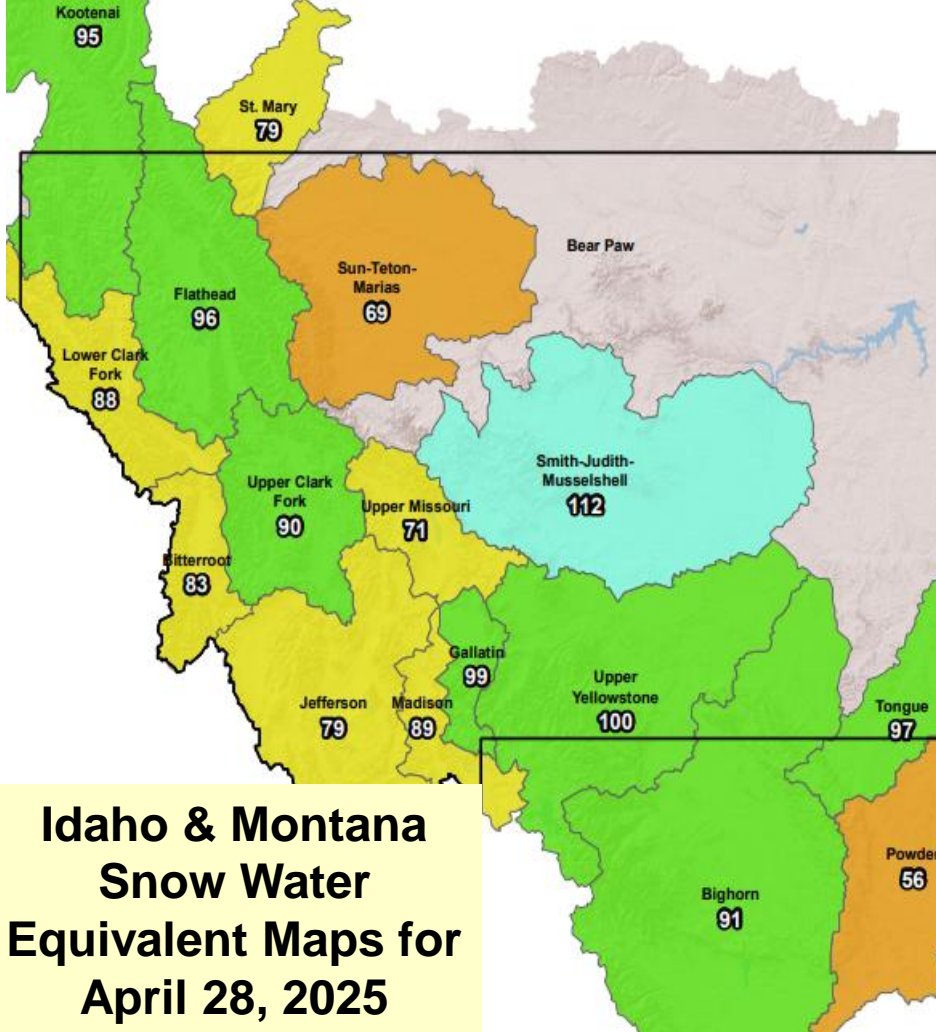 Kootenai
95
St. Mary
79
Bear Paw
Sun-Teton-
Marias
69
Flathead
96
Lower Clark
Fork
88
Smith-Judith-
Musselshell
112
Upper Clark
Fork
90
Upper Missouri
71
Bitterroot
83
Gallatin
99
Upper
Yellowstone
100
Jefferson
79
Madison
89
Tongue
97
Powder
56
Bighorn
91
Idaho & Montana
Snow Water
Equivalent Maps for
April 28, 2025